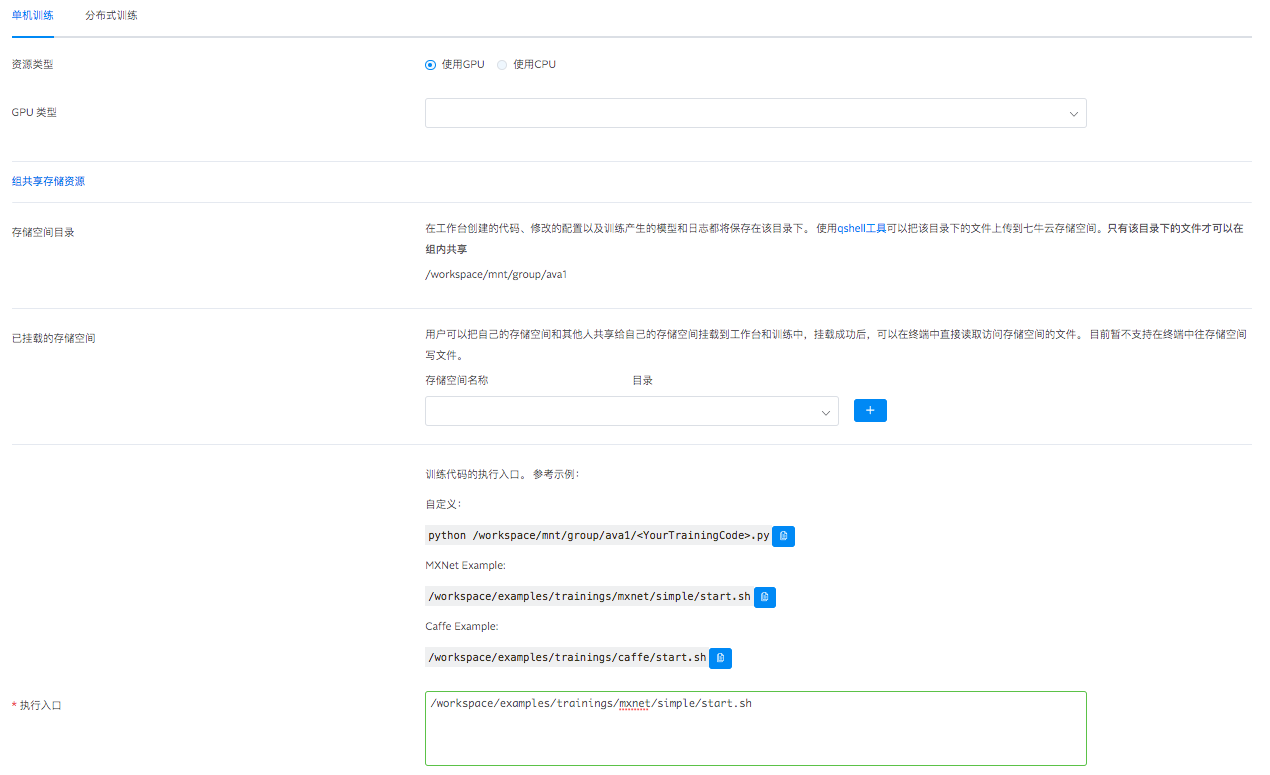 单机训练 分布式训练
资源类型 使用GPU 使用CPU
GPU 类型
组共享存储资源
存储空间目录
在工作台创建的代码、修改的配置以及训练产生的模型和日志都将保存在该目录下。 使用qshell工具可以把该目录下的文件上传到七牛云存储空间。只有该目录下的文件才可以在
组内共享
/workspace/mnt/group/ava1
已挂载的存储空间
用户可以把自己的存储空间和其他人共享给自己的存储空间挂载到工作台和训练中，挂载成功后，可以在终端中直接读取访问存储空间的文件。 目前暂不支持在终端中往存储空间
写文件。
存储空间名称 目录
+
训练代码的执行入口。 参考示例：
自定义：
python /workspace/mnt/group/ava1/<YourTrainingCode>.py
MXNet Example:
/workspace/examples/trainings/mxnet/simple/start.sh
Caffe Example:
/workspace/examples/trainings/caffe/start.sh
* 执行入口
/workspace/examples/trainings/mxnet/simple/start.sh